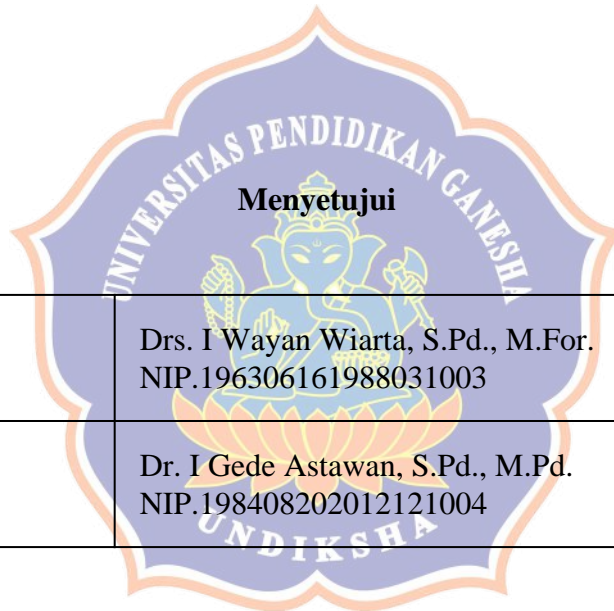 UNIVERSITAS PENDIDIKAN GANESHA
Menyetujui
Drs. I Wayan Wiarta, S.Pd., M.For.
NIP.196306161988031003
Dr. I Gede Astawan, S.Pd., M.Pd.
NIP.198408202012121004
UNDIKSHA